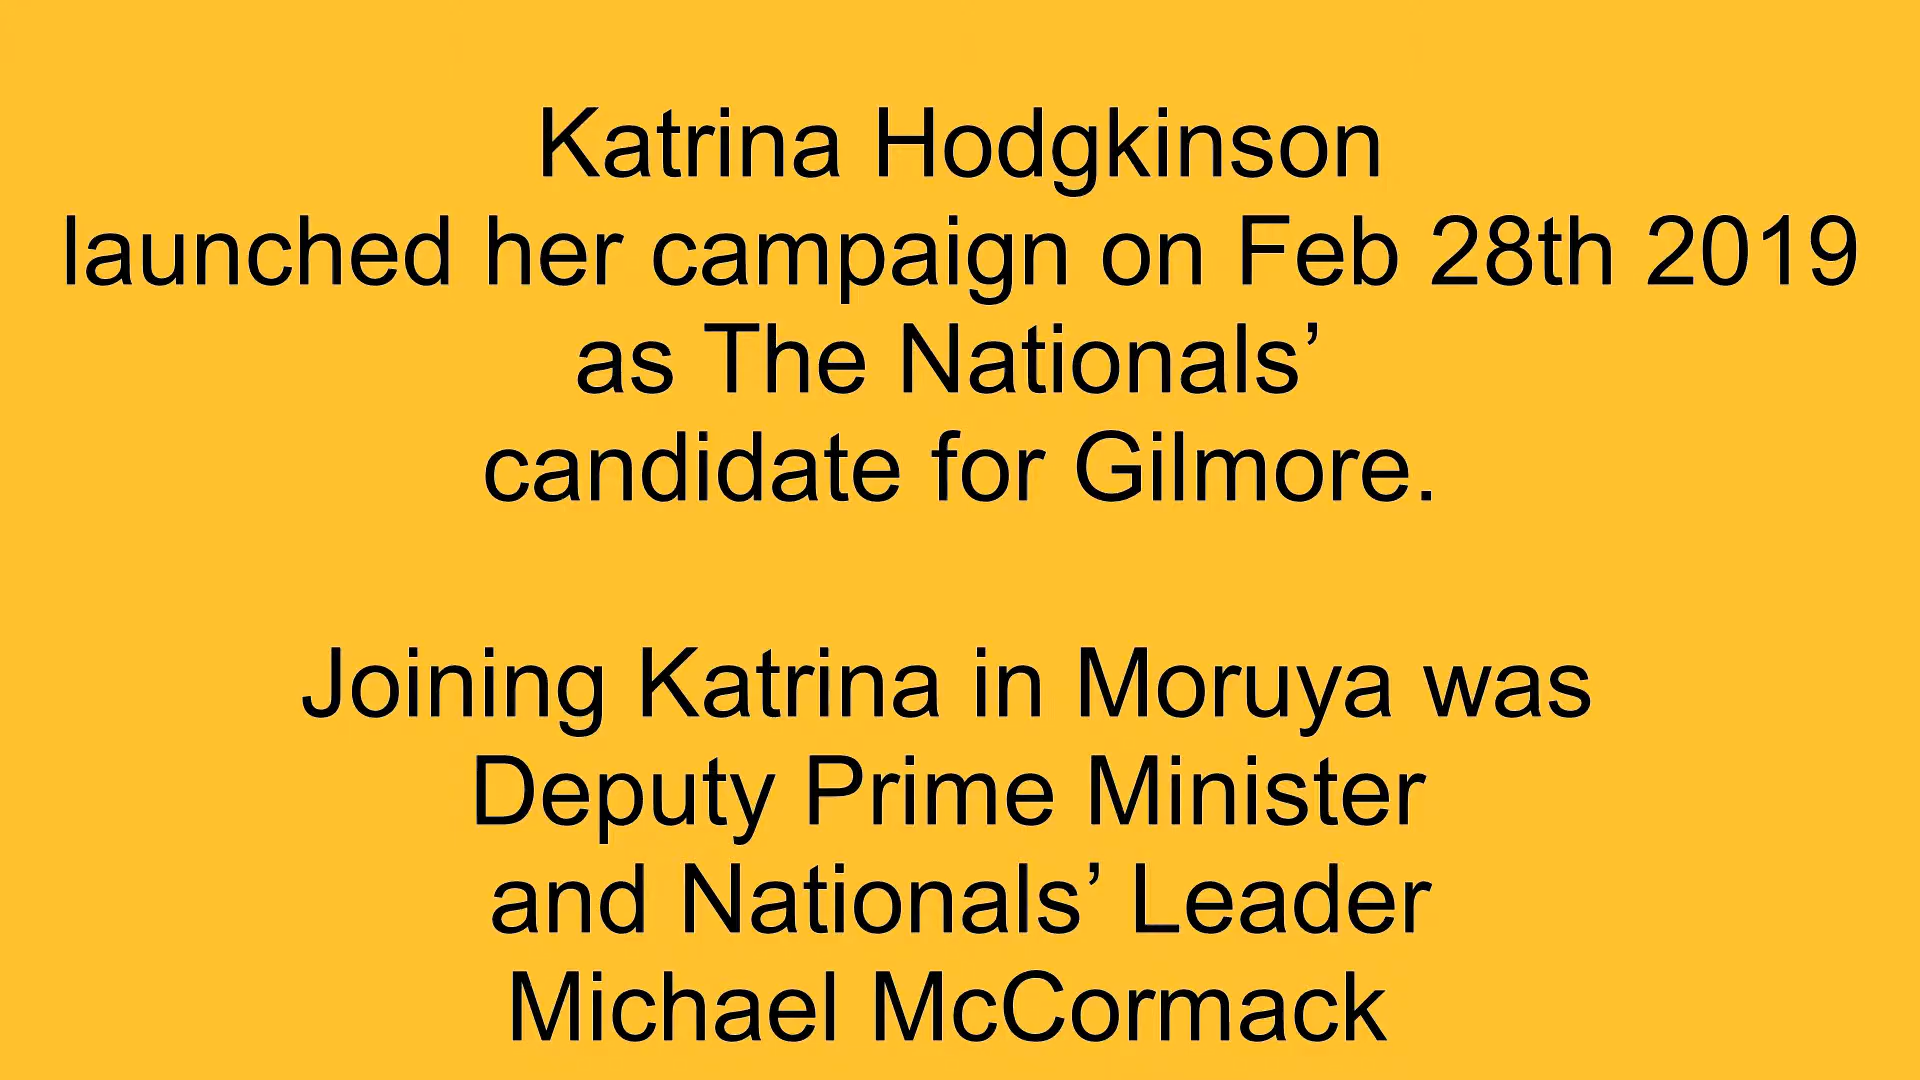 Katrina Hodgkinson
launched her campaign on Feb 28th 2019
as The Nationals’
candidate for Gilmore.
Joining Katrina in Moruya was
Deputy Prime Minister
and Nationals’ Leader
Michael McCormack